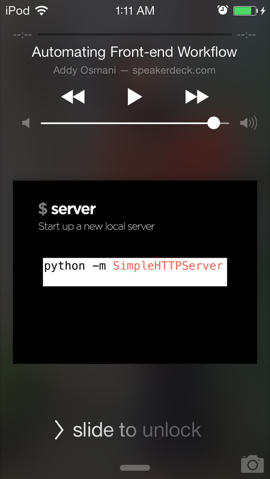 iPod 1:11 AM
--:-- --:--
Automating Front-end Workflow
Addy Osmani — speakerdeck.com
$ server
Start up a new local server
python -m SimpleHTTPServer
slide to unlock